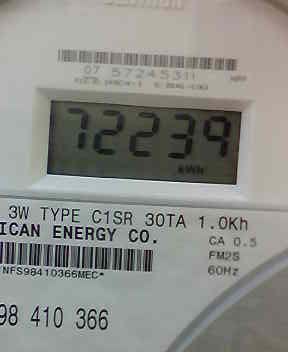 07 57245311
72239
kWH
3W TYPE C1SR 30TA 1.0Kh
ICAN ENERGY CO.
CA 0.5
FM2S
60Hz
NFS98410366MEC*
98 410 366